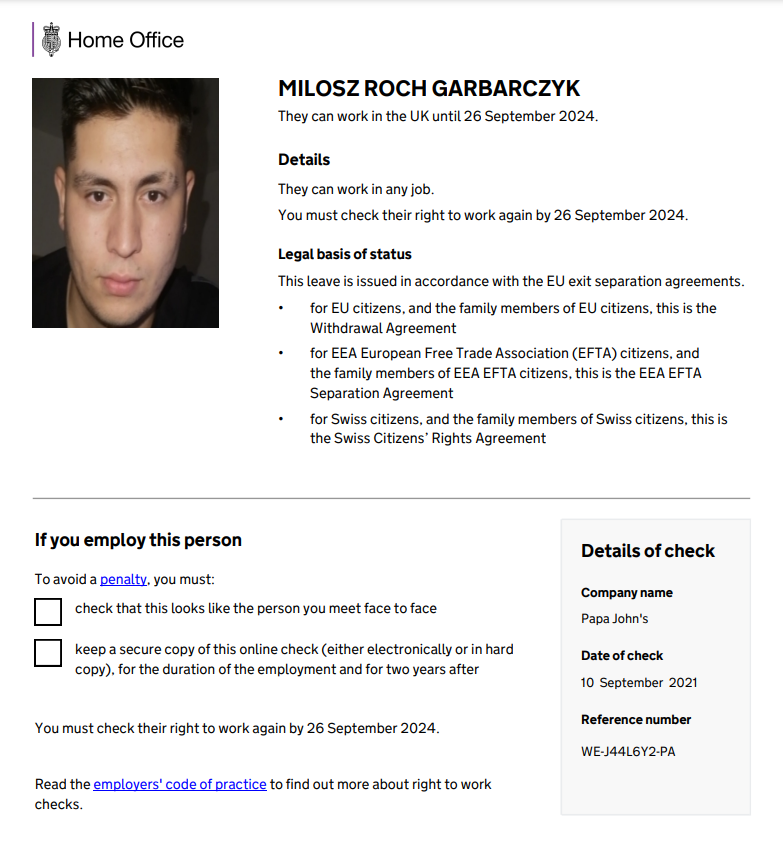 Home Office
MILOSZ ROCH GARBARCZYK
They can work in the UK until 26 September 2024.
Details
They can work in any job.
You must check their right to work again by 26 September 2024.
Legal basis of status
This leave is issued in accordance with the EU exit separation agreements.
• for EU citizens, and the family members of EU citizens, this is the
Withdrawal Agreement
• for EEA European Free Trade Association (EFTA) citizens, and
the family members of EEA EFTA citizens, this is the EEA EFTA
Separation Agreement
• for Swiss citizens, and the family members of Swiss citizens, this is
the Swiss Citizens’ Rights Agreement
If you employ this person
To avoid a penalty, you must:
check that this looks like the person you meet face to face
keep a secure copy of this online check (either electronically or in hard
copy), for the duration of the employment and for two years after
You must check their right to work again by 26 September 2024.
Read the employers' code of practice to find out more about right to work
checks.
Details of check
Company name
Papa John's
Date of check
10 September 2021
Reference number
WE-J44L6Y2-PA